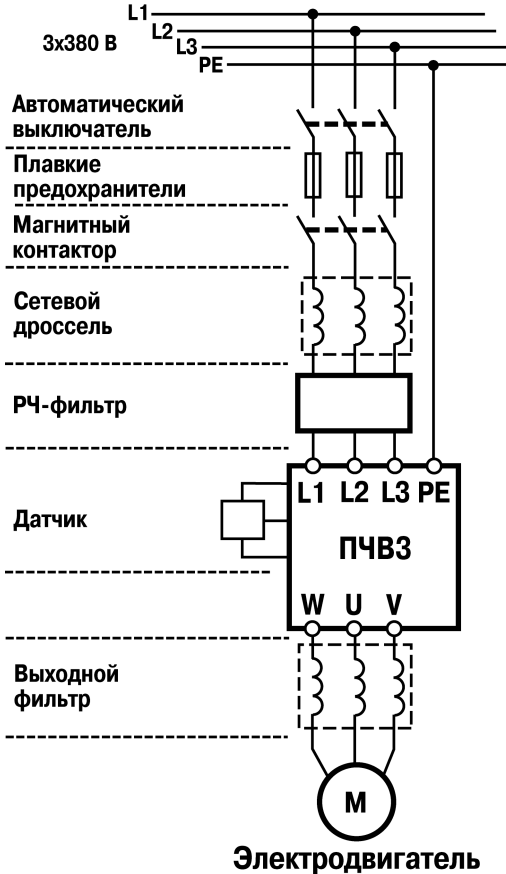 L1
L2
3х380 В
L3
PE
Автоматический
выключатель
Плавкие
предохранители
Магнитный
контактор
Сетевой
дроссель
РЧ-фильтр
L1 L2 L3 PE
Датчик
ПЧВ3
W U V
Выходной
фильтр
М
Электродвигатель